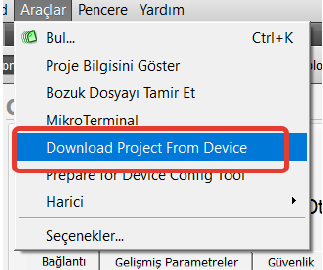 Araçlar Pencere Yardım
Bul... Ctrl+K
Proje Bilgisini Göster
Bozuk Dosyayı Tamir Et
MikroTerminal
Download Project From Device
Prepare for Device Config Tool
Harici
Seçenekler...
Bağlantı Gelişmiş Parametreler Güvenlik